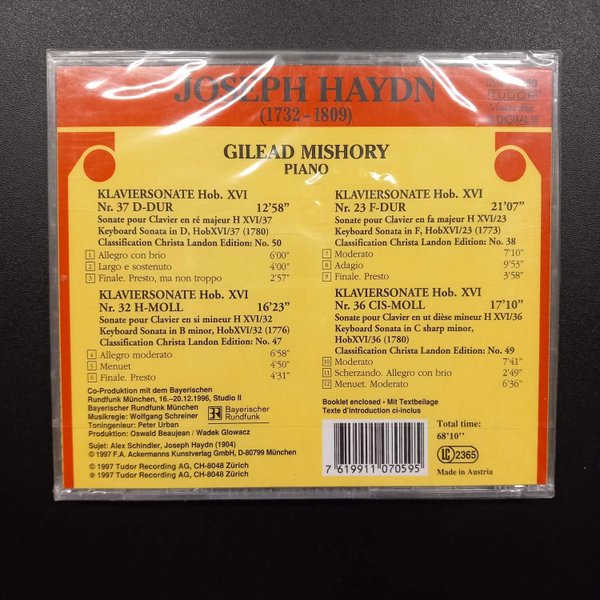 JOSEPH HAYDN
(1732–1809)
TUDOR
DIGITAL
GILEAD MISHORY
PIANO
KLAVIERSONATE Hob. XVI
Nr. 37 D-DUR 12'58"
Sonate pour Clavier en ré majeur H XVI/37
Keyboard Sonata in D, HobXVI/37 (1780)
Classification Christa Landon Edition: No. 50
1 Allegro con brio 6'00"
2 Largo e sostenuto 4'00"
3 Finale. Presto, ma non troppo 2'57"
KLAVIERSONATE Hob. XVI
Nr. 32 H-MOLL 16'23"
Sonate pour Clavier en si mineur H XVI/32
Keyboard Sonata in B minor, HobXVI/32 (1776)
Classification Christa Landon Edition: No. 47
4 Allegro moderato 6'58"
5 Menuet 4'50"
6 Finale. Presto 4'31"
KLAVIERSONATE Hob. XVI
Nr. 23 F-DUR 21'07"
Sonate pour Clavier en fa majeur H XVI/23
Keyboard Sonata in F, HobXVI/23 (1773)
Classification Christa Landon Edition: No. 38
7 Moderato 7'10"
8 Adagio 9'53"
9 Finale. Presto 3'58"
KLAVIERSONATE Hob. XVI
Nr. 36 CIS-MOLL 17'10"
Sonate pour Clavier en ut dièse mineur H XVI/36
Keyboard Sonata in C sharp minor,
HobXVI/36 (1780)
Classification Christa Landon Edition: No. 49
10 Moderato 7'41"
11 Scherzando. Allegro con brio 2'49"
12 Menuet. Moderato 6'36"
Co-Produktion mit dem Bayerischen
Rundfunk München, 16.–20.12.1996, Studio II
Bayerischer Rundfunk München
Musikregie: Wolfgang Schreiner
Toningenieur: Peter Urban
Produktion: Oswald Beaujean / Wadek Glowacz
Bayerischer
Rundfunk
Sujet: Alex Schindler, Joseph Haydn (1904)
© 1997 F.A. Ackermanns Kunstverlag GmbH, D-80799 München
© 1997 Tudor Recording AG, CH-8048 Zürich
℗ 1997 Tudor Recording AG, CH-8048 Zürich
Booklet enclosed · Mit Textbeilage
Texte d'introduction ci-inclus
7 619911 070595
Total time:
68'10''
LC 2365
Made in Austria